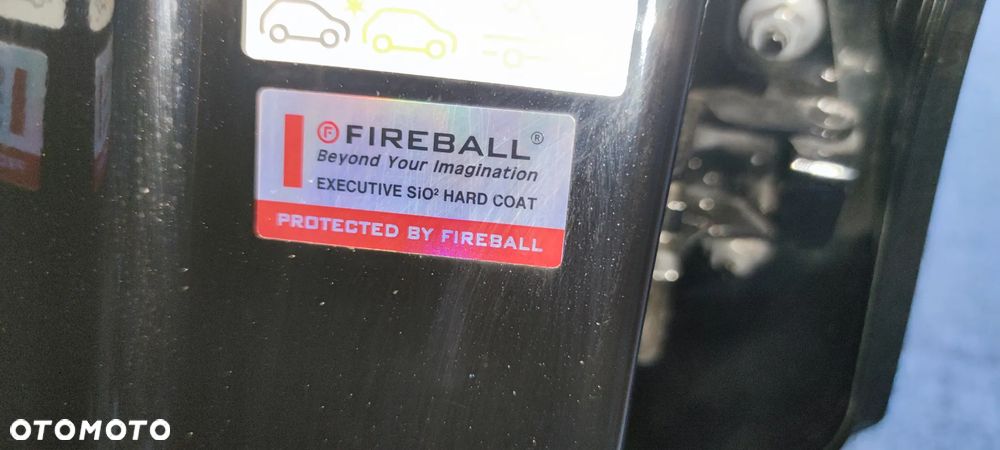 FIREBALL®
Beyond Your Imagination
EXECUTIVE SiO² HARD COAT
PROTECTED BY FIREBALL
OTOMOTO